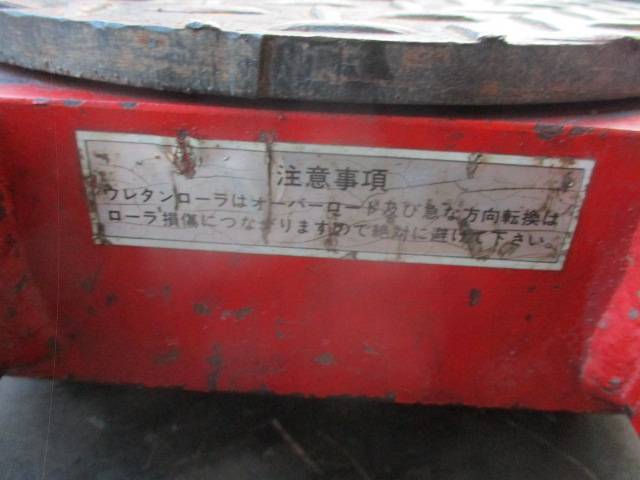 注意事項
ウレタンローラはオーバーロード及び急な方向転換は
ローラ損傷につながりますので絶対に避けて下さい。